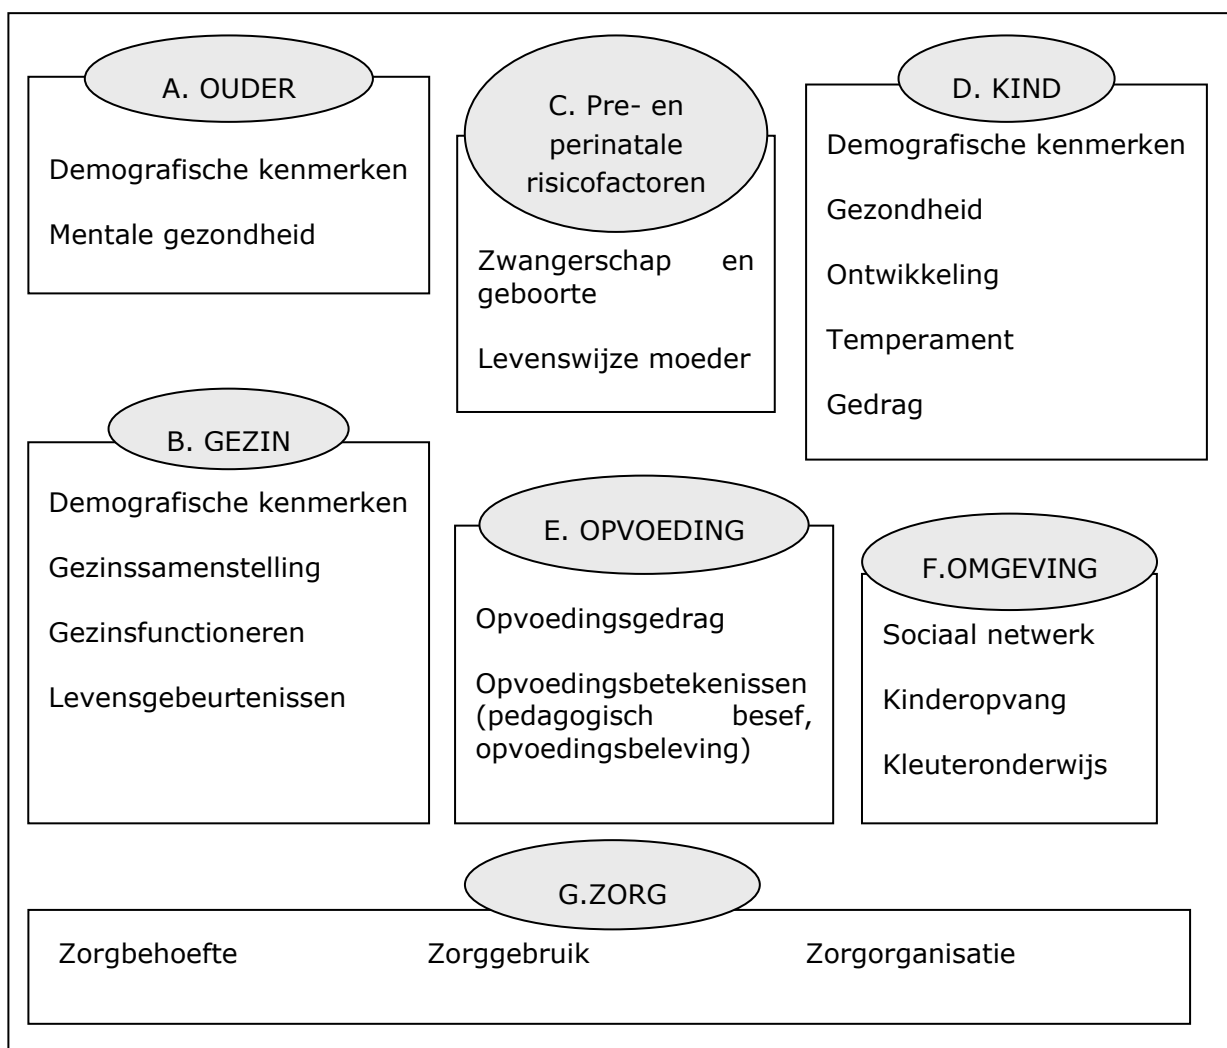 A. OUDER
Demografische kenmerken
Mentale gezondheid
C. Pre- en
perinatale
risicofactoren
Zwangerschap en
geboorte
Levenswijze moeder
D. KIND
Demografische kenmerken
Gezondheid
Ontwikkeling
Temperament
Gedrag
B. GEZIN
Demografische kenmerken
Gezinssamenstelling
Gezinsfunctioneren
Levensgebeurtenissen
E. OPVOEDING
Opvoedingsgedrag
Opvoedingsbetekenissen
(pedagogisch besef,
opvoedingsbeleving)
F.OMGEVING
Sociaal netwerk
Kinderopvang
Kleuteronderwijs
G.ZORG
Zorgbehoefte Zorggebruik Zorgorganisatie